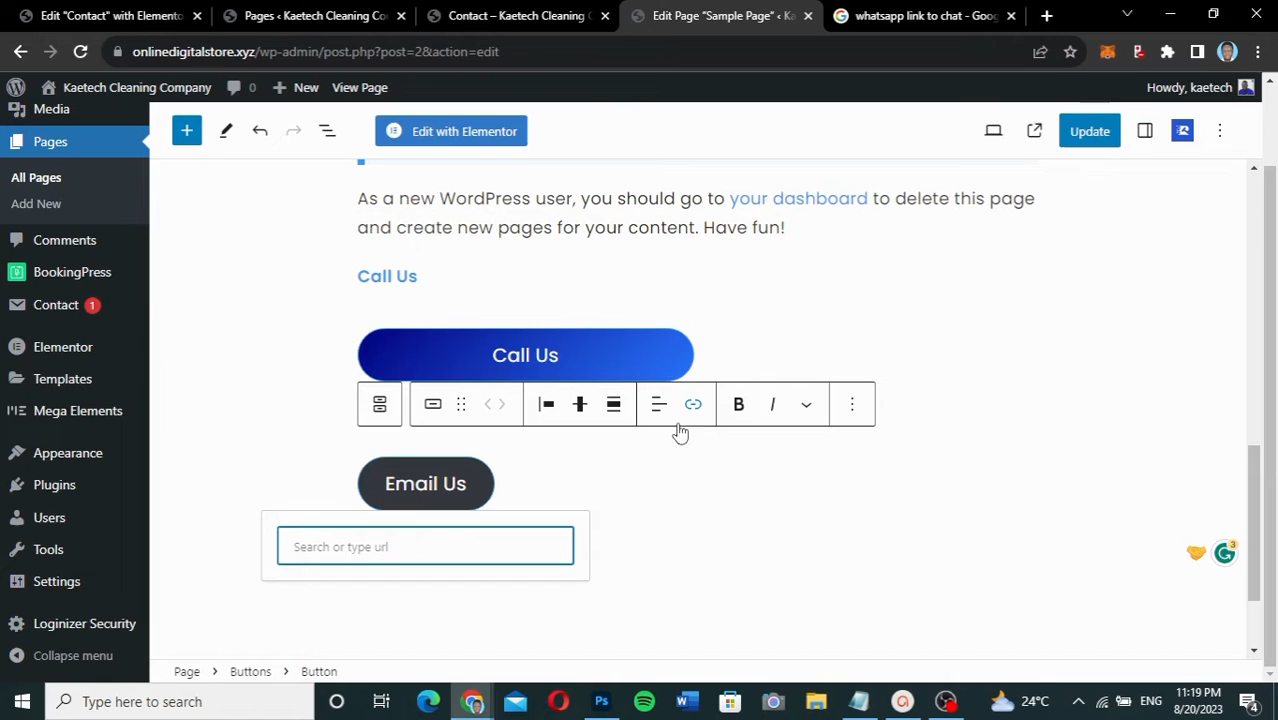 Edit "Contact" with Elemento
Pages ‹ Kaetech Cleaning Co
Contact – Kaetech Cleaning C
Edit Page “Sample Page” ‹ Ka
whatsapp link to chat - Goog
onlinedigitalstore.xyz/wp-admin/post.php?post=2&action=edit
Kaetech Cleaning Company
0
New
View Page
Howdy, kaetech
Media
Pages
All Pages
Add New
Comments
BookingPress
Contact 1
Elementor
Templates
Mega Elements
Appearance
Plugins
Users
Tools
Settings
Loginizer Security
Collapse menu
Edit with Elementor
Update
As a new WordPress user, you should go to your dashboard to delete this page
and create new pages for your content. Have fun!
Call Us
Call Us
B I
Email Us
Search or type url
3
Page
Buttons
Button
Type here to search
24°C
ENG
11:19 PM
8/20/2023
4